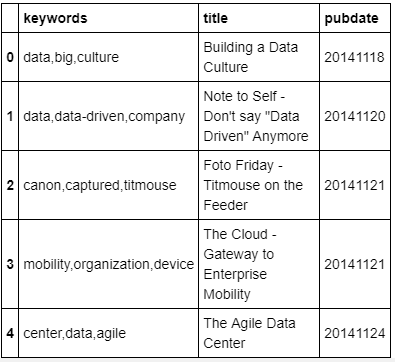 keywords title pubdate
0 data,big,culture Building a Data Culture 20141118
1 data,data-driven,company Note to Self - Don't say "Data Driven" Anymore 20141120
2 canon,captured,titmouse Foto Friday - Titmouse on the Feeder 20141121
3 mobility,organization,device The Cloud - Gateway to Enterprise Mobility 20141121
4 center,data,agile The Agile Data Center 20141124